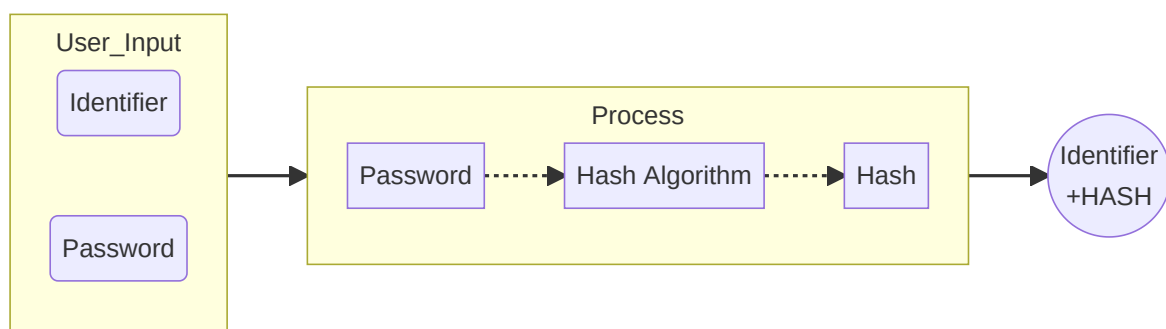 User_Input
Identifier
Password
Process
Password
Hash Algorithm
Hash
Identifier
+HASH